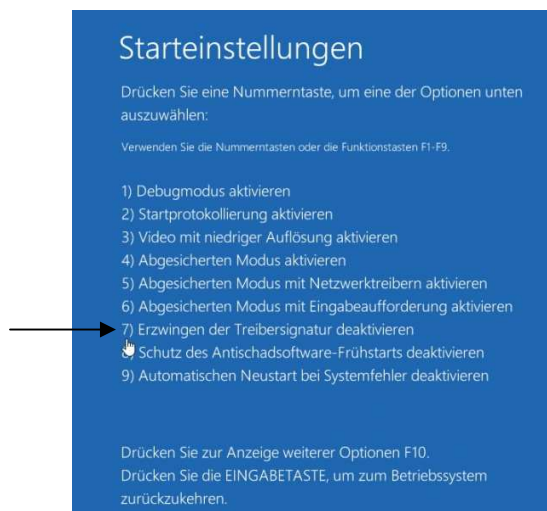 Starteinstellungen
Drücken Sie eine Nummerntaste, um eine der Optionen unten
auszuwählen:
Verwenden Sie die Nummerntasten oder die Funktionstasten F1-F9.
1) Debugmodus aktivieren
2) Startprotokollierung aktivieren
3) Video mit niedriger Auflösung aktivieren
4) Abgesicherten Modus aktivieren
5) Abgesicherten Modus mit Netzwerktreibern aktivieren
6) Abgesicherten Modus mit Eingabeaufforderung aktivieren
7) Erzwingen der Treibersignatur deaktivieren
8) Schutz des Antischadsoftware-Frühstarts deaktivieren
9) Automatischen Neustart bei Systemfehler deaktivieren
Drücken Sie zur Anzeige weiterer Optionen F10.
Drücken Sie die EINGABETASTE, um zum Betriebssystem
zurückzukehren.